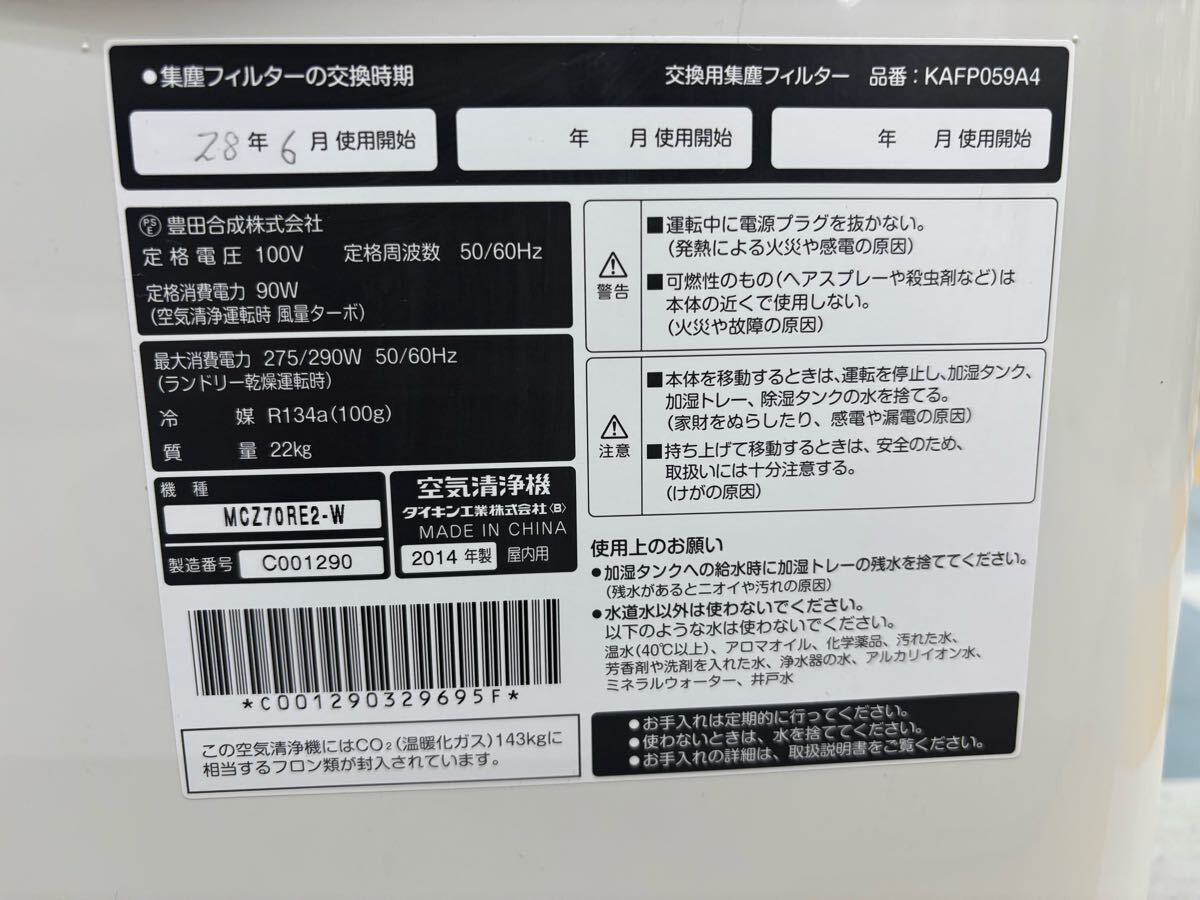 ●集塵フィルターの交換時期
交換用集塵フィルター 品番：KAFP059A4
28年6月使用開始
年 月使用開始
年 月使用開始
PSE 豊田合成株式会社
定格電圧 100V 定格周波数 50/60Hz
定格消費電力 90W
(空気清浄運転時 風量ターボ)
最大消費電力 275/290W 50/60Hz
(ランドリー乾燥運転時)
冷媒 R134a(100g)
質量 22kg
機種
MCZ70RE2-W
製造番号 C001290
空気清浄機
ダイキン工業株式会社〈B〉
MADE IN CHINA
2014年製 屋内用
*C001290329695F*
この空気清浄機にはCO₂(温暖化ガス)143kgに
相当するフロン類が封入されています。
警告
■運転中に電源プラグを抜かない。
(発熱による火災や感電の原因)
■可燃性のもの(ヘアスプレーや殺虫剤など)は
本体の近くで使用しない。
(火災や故障の原因)
注意
■本体を移動するときは、運転を停止し、加湿タンク、
加湿トレー、除湿タンクの水を捨てる。
(家財をぬらしたり、感電や漏電の原因)
■持ち上げて移動するときは、安全のため、
取扱いには十分注意する。
(けがの原因)
使用上のお願い
●加湿タンクへの給水時に加湿トレーの残水を捨ててください。
(残水があるとニオイや汚れの原因)
●水道水以外は使わないでください。
以下のような水は使わないでください。
温水(40℃以上)、アロマオイル、化学薬品、汚れた水、
芳香剤や洗剤を入れた水、浄水器の水、アルカリイオン水、
ミネラルウォーター、井戸水
●お手入れは定期的に行ってください。
●使わないときは、水を捨ててください。
●お手入れの詳細は、取扱説明書をご覧ください。